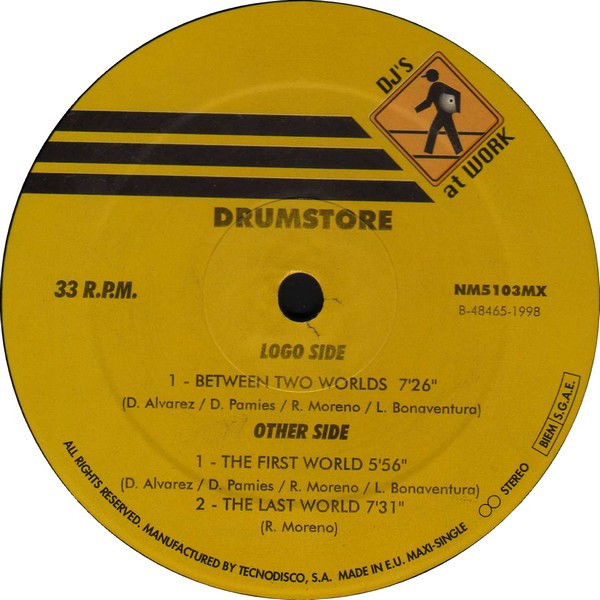 DJ'S
at WORK
DRUMSTORE
33 R.P.M.
NM5103MX
B-48465-1998
LOGO SIDE
1 - BETWEEN TWO WORLDS 7'26"
(D. Alvarez / D. Pamies / R. Moreno / L. Bonaventura)
OTHER SIDE
1 - THE FIRST WORLD 5'56"
(D. Alvarez / D. Pamies / R. Moreno / L. Bonaventura)
2 - THE LAST WORLD 7'31"
(R. Moreno)
BIEM S.G.A.E.
STEREO
ALL RIGHTS RESERVED. MANUFACTURED BY TECNODISCO, S.A. MADE IN E.U. MAXI-SINGLE